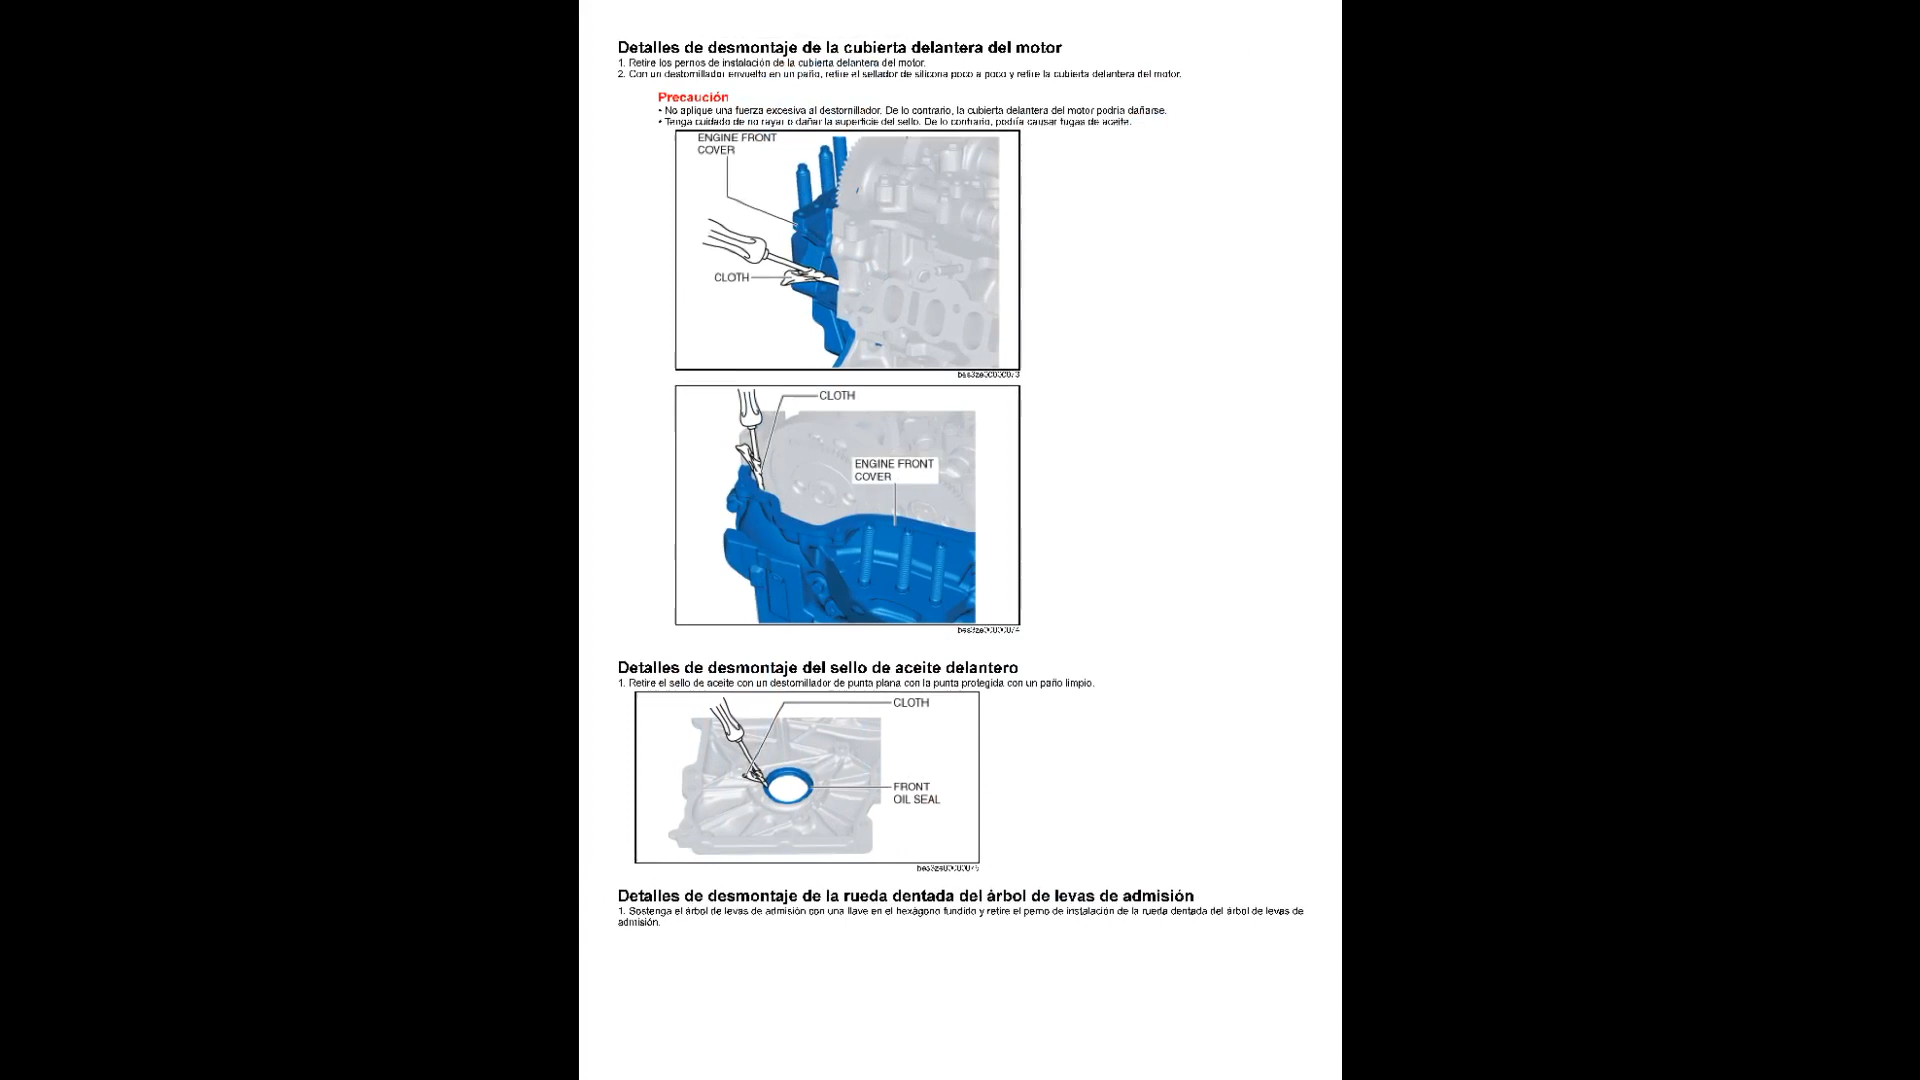 Detalles de desmontaje de la cubierta delantera del motor
1. Retire los pernos de instalación de la cubierta delantera del motor.
2. Con un destornillador envuelto en un paño, retire el sellador de silicona poco a poco y retire la cubierta delantera del motor.
Precaución
• No aplique una fuerza excesiva al destornillador. De lo contrario, la cubierta delantera del motor podría dañarse.
• Tenga cuidado de no rayar o dañar la superficie del sello. De lo contrario, podría causar fugas de aceite.
ENGINE FRONT
COVER
CLOTH
CLOTH
ENGINE FRONT
COVER
Detalles de desmontaje del sello de aceite delantero
1. Retire el sello de aceite con un destornillador de punta plana con la punta protegida con un paño limpio.
CLOTH
FRONT
OIL SEAL
Detalles de desmontaje de la rueda dentada del árbol de levas de admisión
1. Sostenga el árbol de levas de admisión con una llave en el hexágono fundido y retire el perno de instalación de la rueda dentada del árbol de levas de
admisión.